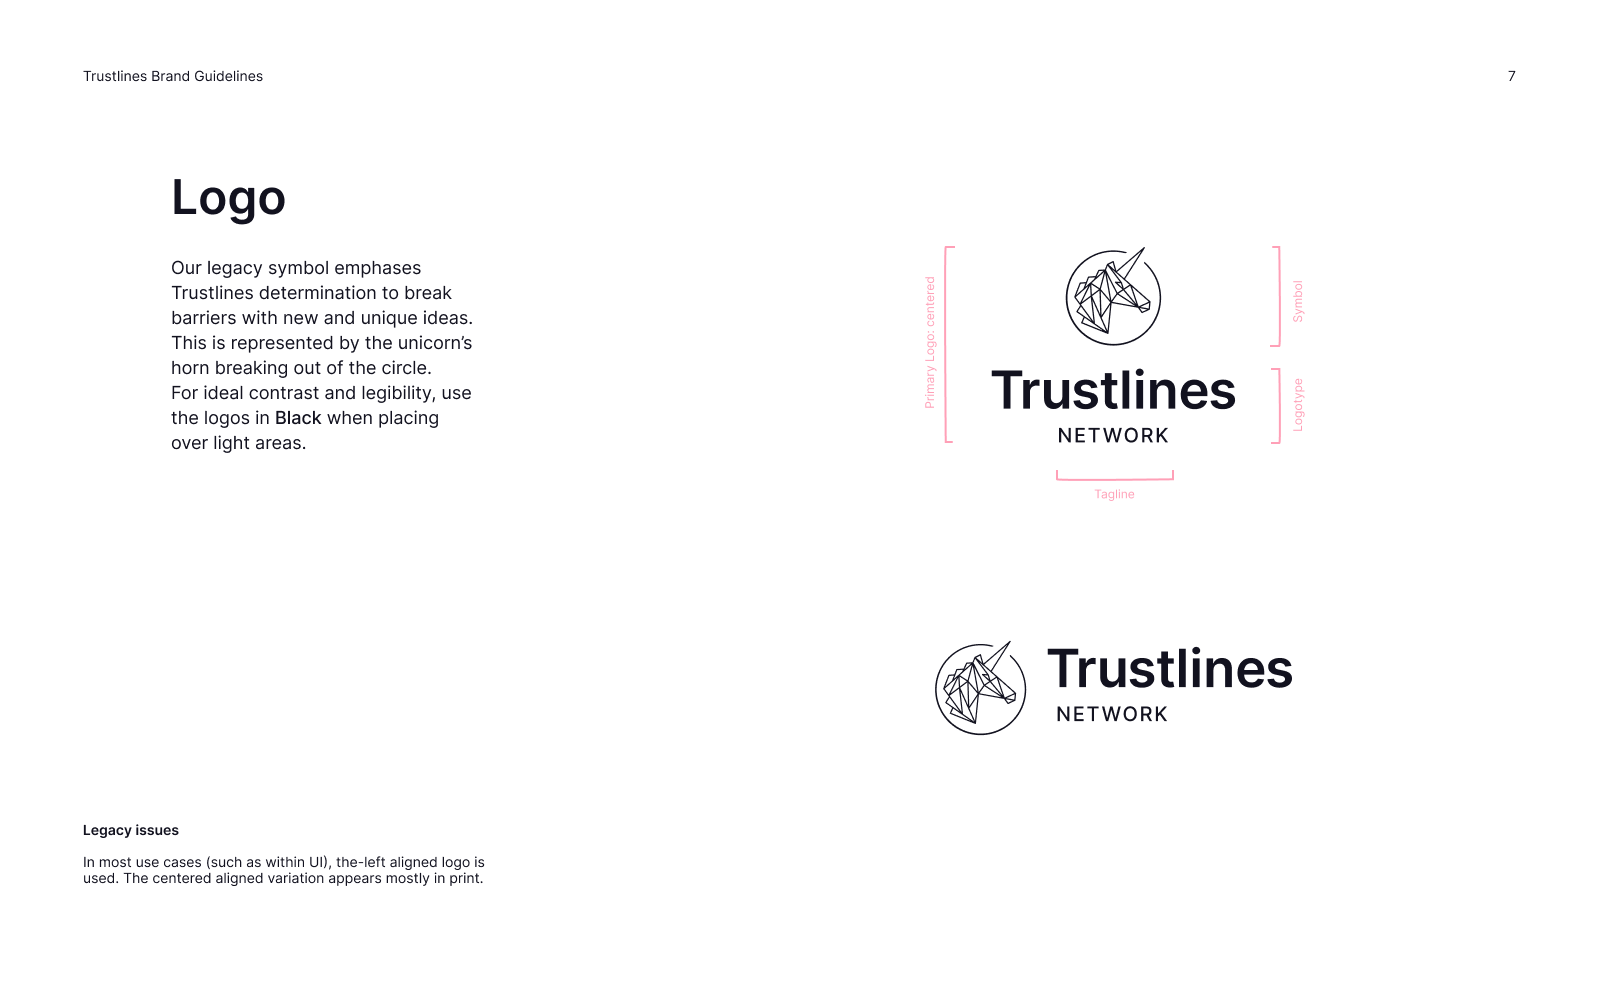 Trustlines Brand Guidelines
7
Logo
Our legacy symbol emphases
Trustlines determination to break
barriers with new and unique ideas.
This is represented by the unicorn’s
horn breaking out of the circle.
For ideal contrast and legibility, use
the logos in Black when placing
over light areas.
Primary Logo: centered
Symbol
Trustlines
Logotype
NETWORK
Tagline
Trustlines
NETWORK
Legacy issues
In most use cases (such as within UI), the-left aligned logo is
used. The centered aligned variation appears mostly in print.